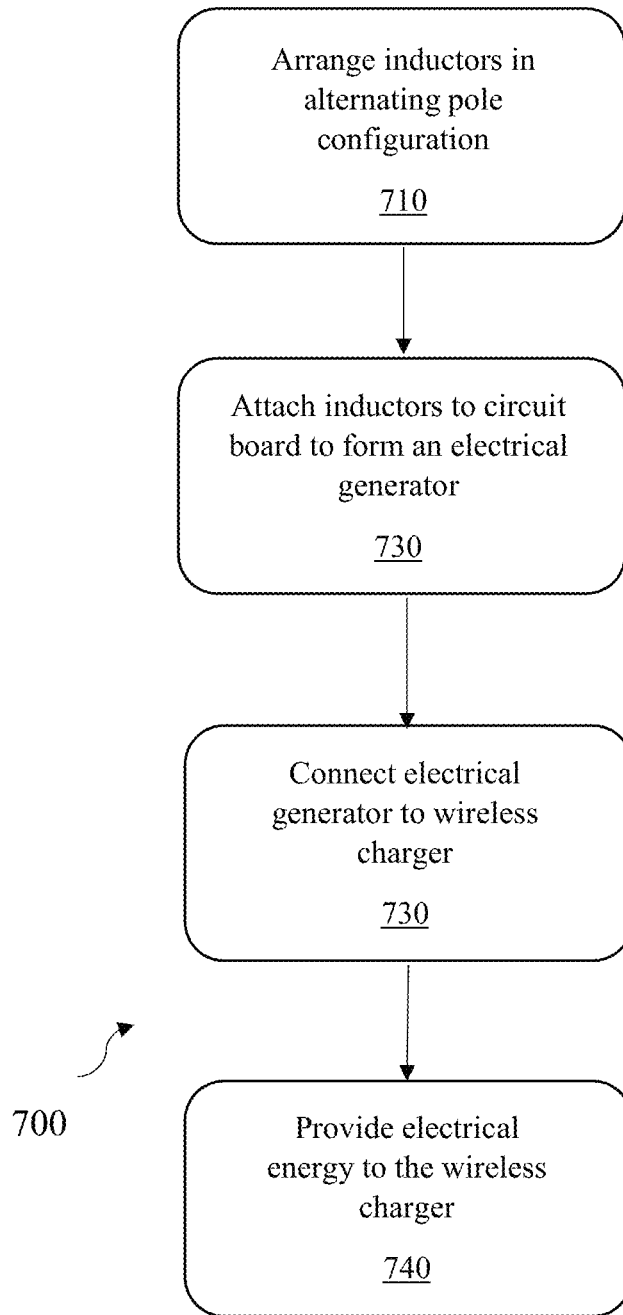 Arrange inductors in
alternating pole
configuration
710
Attach inductors to circuit
board to form an electrical
generator
730
Connect electrical
generator to wireless
charger
730
700
Provide electrical
energy to the wireless
charger
740